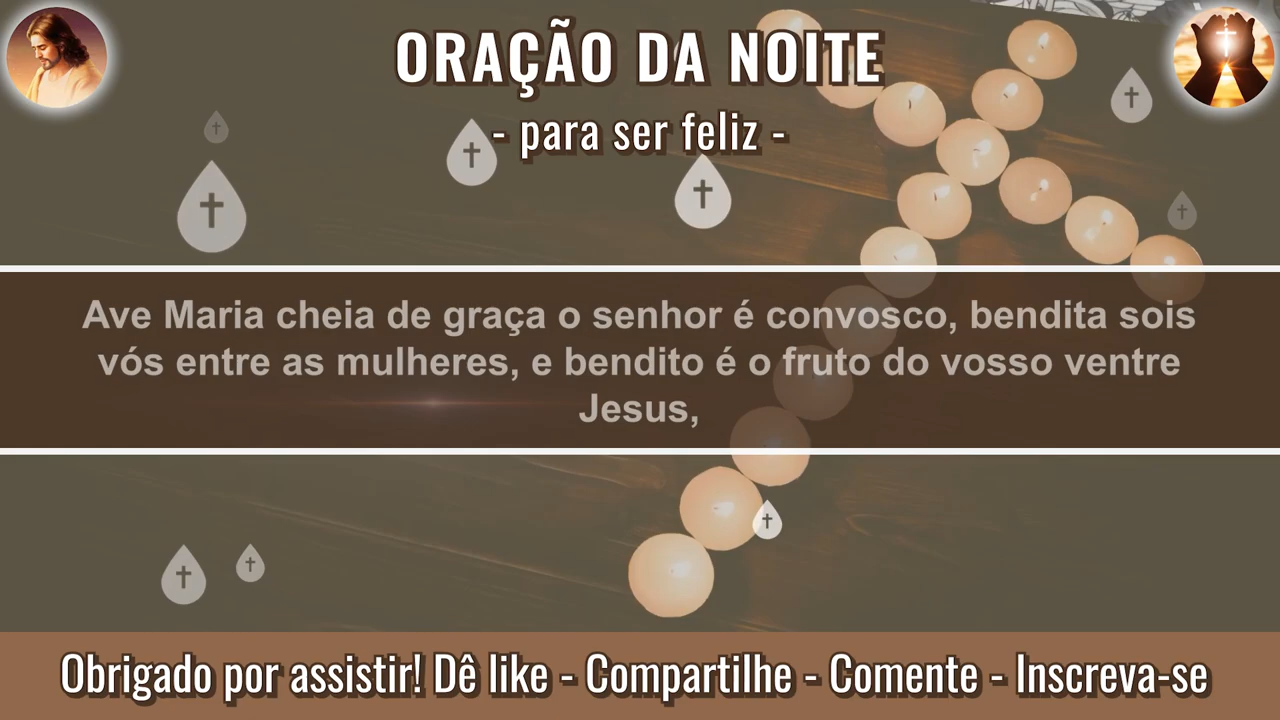 ORAÇÃO DA NOITE
- para ser feliz -
Ave Maria cheia de graça o senhor é convosco, bendita sois
vós entre as mulheres, e bendito é o fruto do vosso ventre
Jesus,
Obrigado por assistir! Dê like - Compartilhe - Comente - Inscreva-se